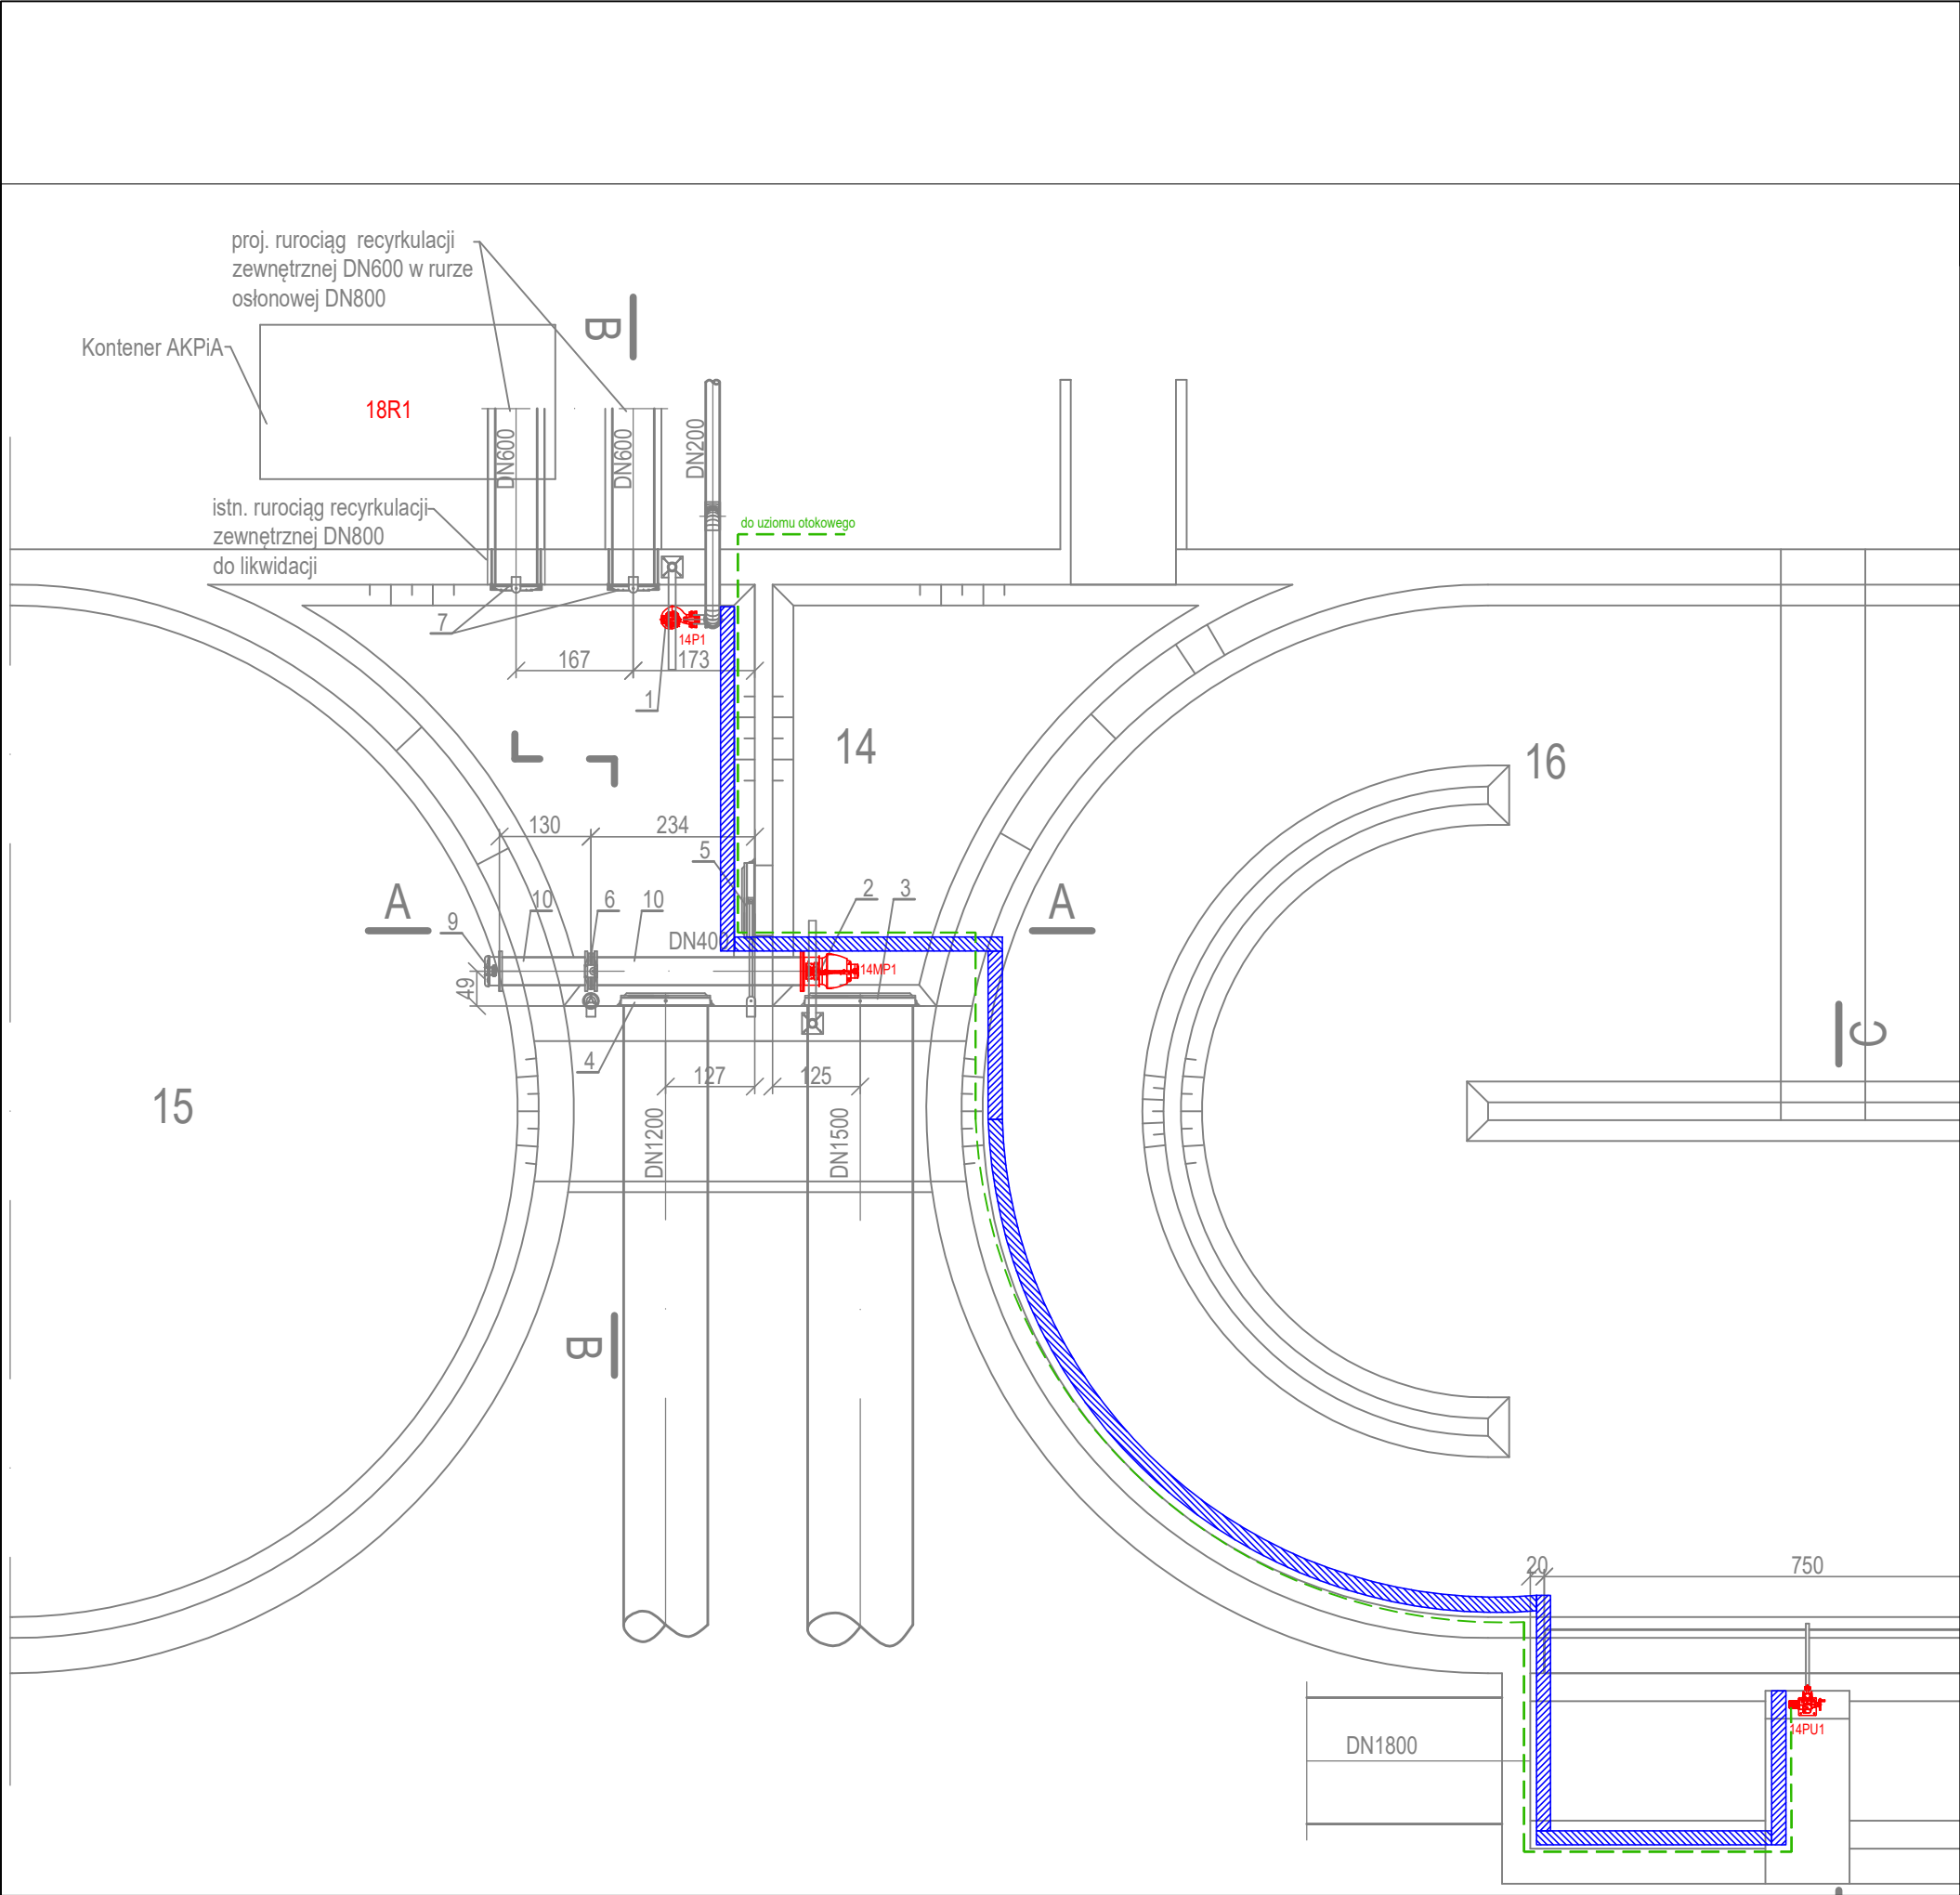 proj. rurociąg recyrkulacji
zewnętrznej DN600 w rurze
osłonowej DN800
B
Kontener AKPiA
18R1
DN600
DN600
DN200
istn. rurociąg recyrkulacji
zewnętrznej DN800
do likwidacji
do uziomu otokowego
7
14P1
167
173
1
14
16
130
234
5
A
10
6
10
2
3
A
9
DN40
14MP1
49
4
127
125
C
15
DN1200
DN1500
B
20
750
14PU1
DN1800